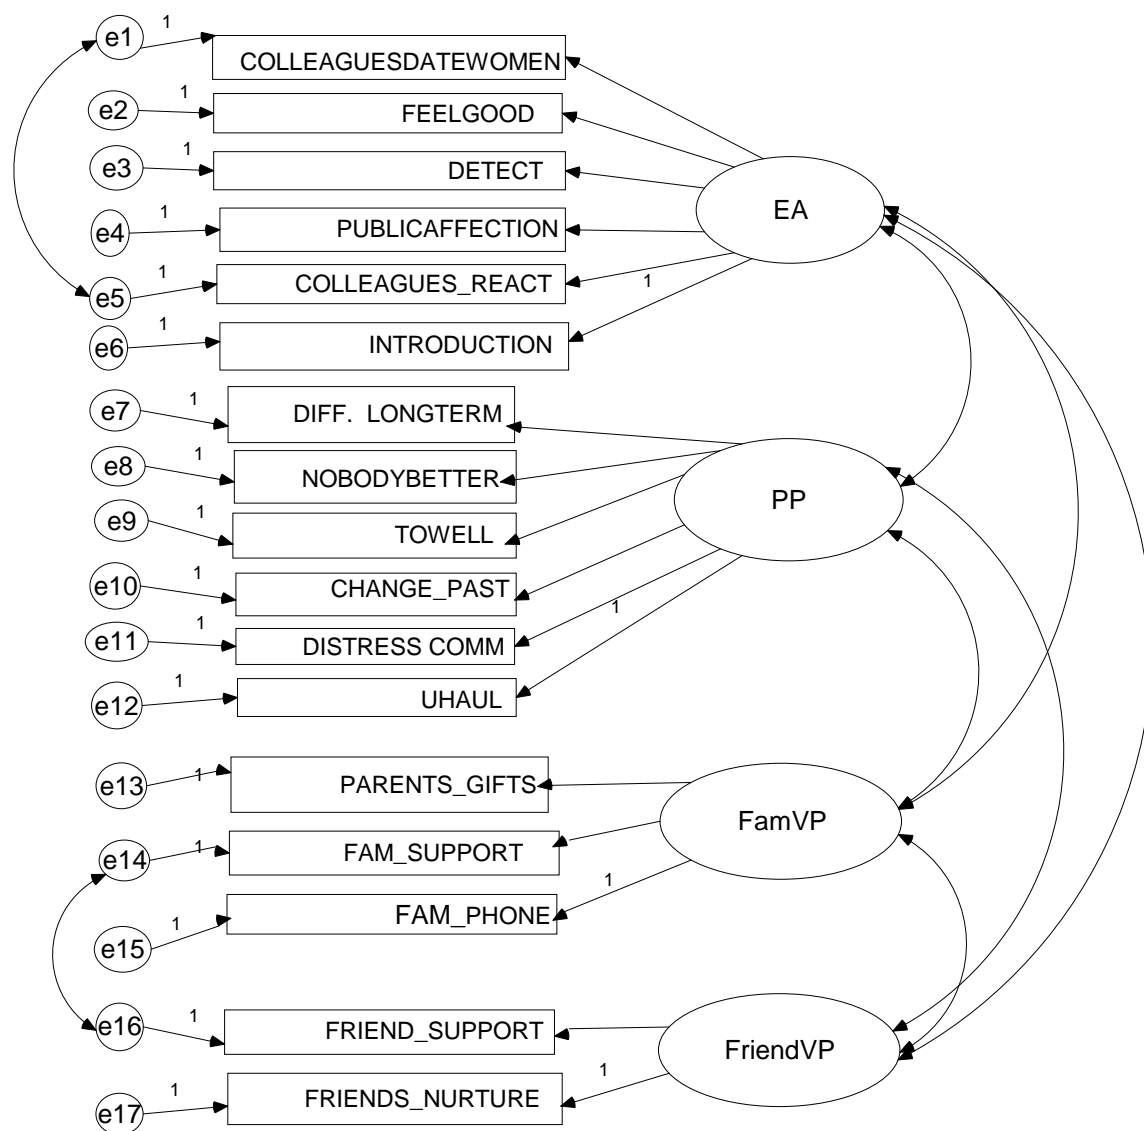 1
e1
COLLEAGUESDATEWOMEN
1
e2
FEELGOOD
1
e3
DETECT
EA
1
e4
PUBLICAFFECTION
1
e5
COLLEAGUES_REACT
1
1
e6
INTRODUCTION
1
e7
DIFF. LONGTERM
1
e8
NOBODYBETTER
PP
1
e9
TOWELL
1
e10
CHANGE_PAST
1
1
e11
DISTRESS COMM
1
e12
UHAUL
1
e13
PARENTS_GIFTS
FamVP
1
e14
FAM_SUPPORT
1
1
e15
FAM_PHONE
1
e16
FRIEND_SUPPORT
FriendVP
1
1
e17
FRIENDS_NURTURE